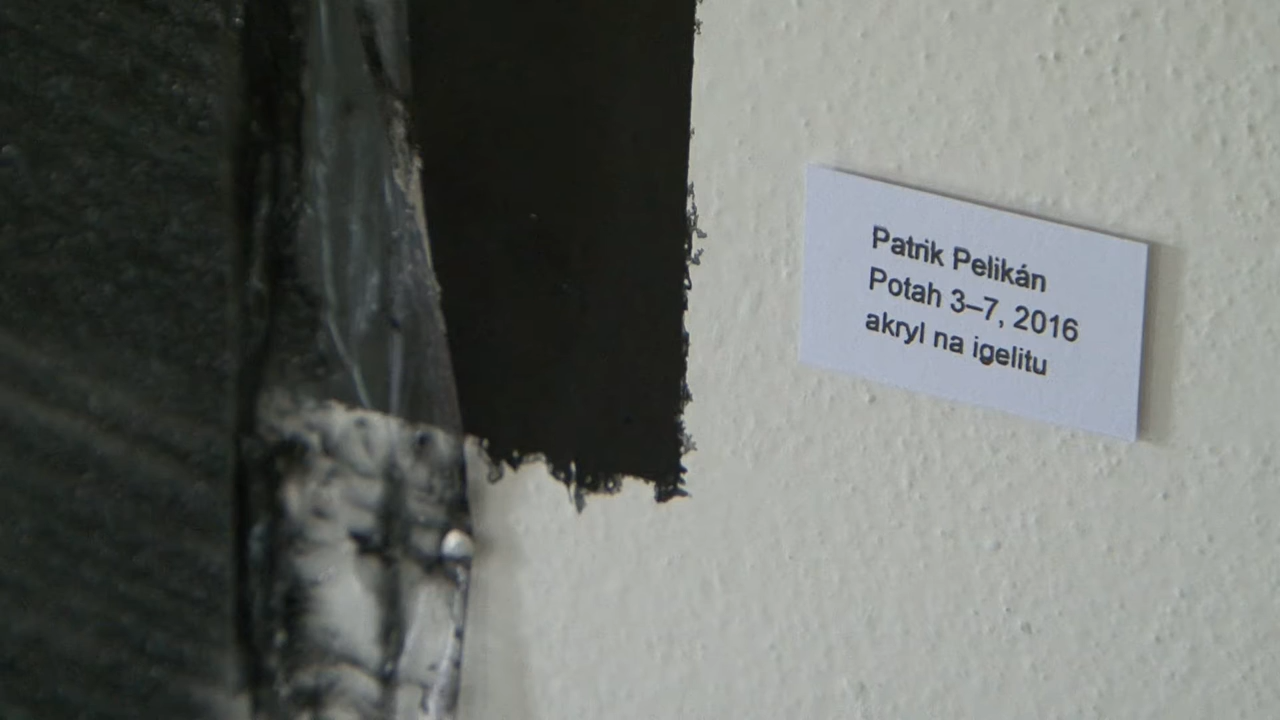 Patrik Pelikán
Potah 3–7, 2016
akryl na igelitu